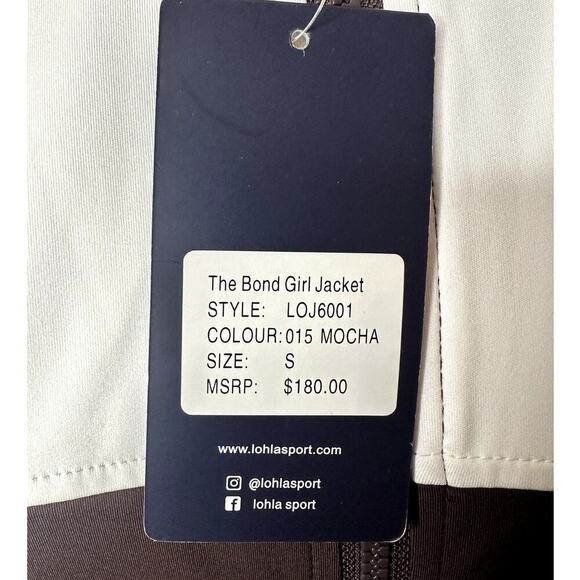 The Bond Girl Jacket
STYLE: LOJ6001
COLOUR: 015 MOCHA
SIZE: S
MSRP: $180.00
www.lohlasport.com
@lohlasport
lohla sport